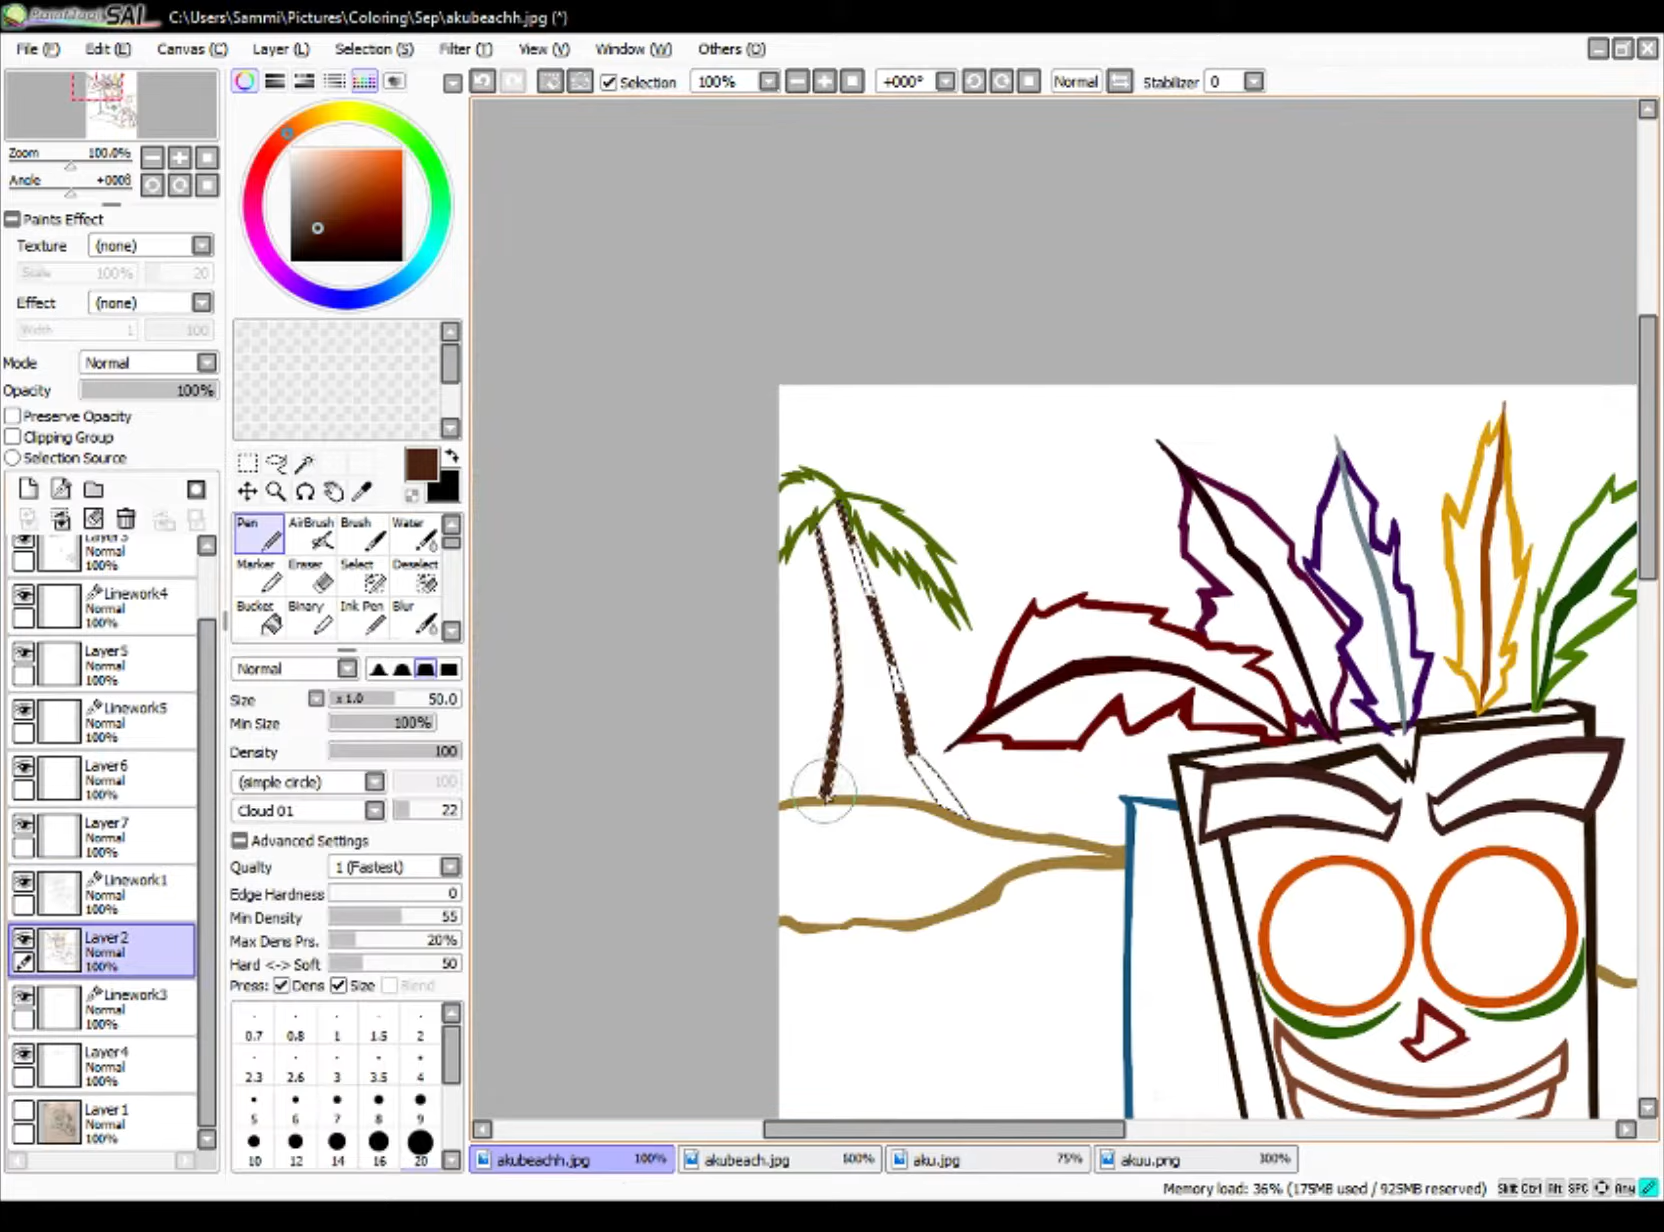 PaintTool SAI C:\Users\Sammi\Pictures\Coloring\Sep\akubeachh.jpg (*)
File (F) Edit (E) Canvas (C) Layer (L) Selection (S) Filter (T) View (V) Window (W) Others (O)
Selection 100% +000° Normal Stabilizer 0
Zoom 100.0%
Angle
Paints Effect
Texture (none)
Scale 100% 20
Effect (none)
Width 1 100
Mode Normal
Opacity 100%
Preserve Opacity
Clipping Group
Selection Source
Layer3
Normal
100%
Linework4
Normal
100%
Layer5
Normal
100%
Linework5
Normal
100%
Layer6
Normal
100%
Layer7
Normal
100%
Linework1
Normal
100%
Layer2
Normal
100%
Linework3
Normal
100%
Layer4
Normal
100%
Layer1
Normal
100%
Pen AirBrush Brush Water
Marker Eraser Select Deselect
Bucket Binary Ink Pen Blur
Normal
Size x 1.0 50.0
Min Size 100%
Density 100
(simple circle) 100
Cloud 01 22
Advanced Settings
Quality 1 (Fastest)
Edge Hardness 0
Min Density 55
Max Dens Prs. 20%
Hard <-> Soft 50
Press: Dens Size Blend
0.7 0.8 1 1.5 2
2.3 2.6 3 3.5 4
5 6 7 8 9
10 12 14 16 20
akubeachh.jpg 100% akubeach.jpg 600% aku.jpg 75% akuu.png 300%
Memory load: 36% (175MB used / 925MB reserved) Shft Ctrl Alt SPC Any